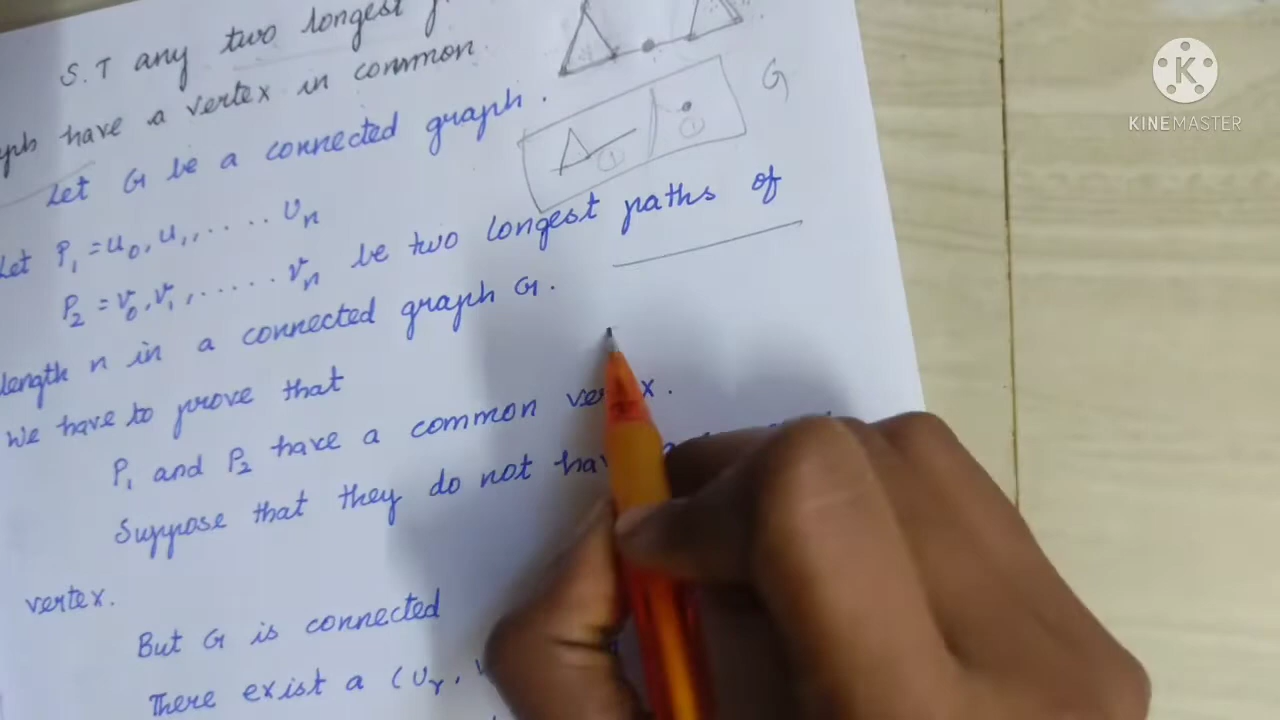 S.T any two longest
have a vertex in common.
Let G be a connected graph.
Let P₁ = u₀, u₁, . . . . uₙ
P₂ = v₀, v₁, . . . . . vₙ be two longest paths of
length n in a connected graph G.
We have to prove that
P₁ and P₂ have a common vertex.
Suppose that they do not
vertex.
But G is connected
There exist a (uᵣ,
G
1
1
KINEMASTER